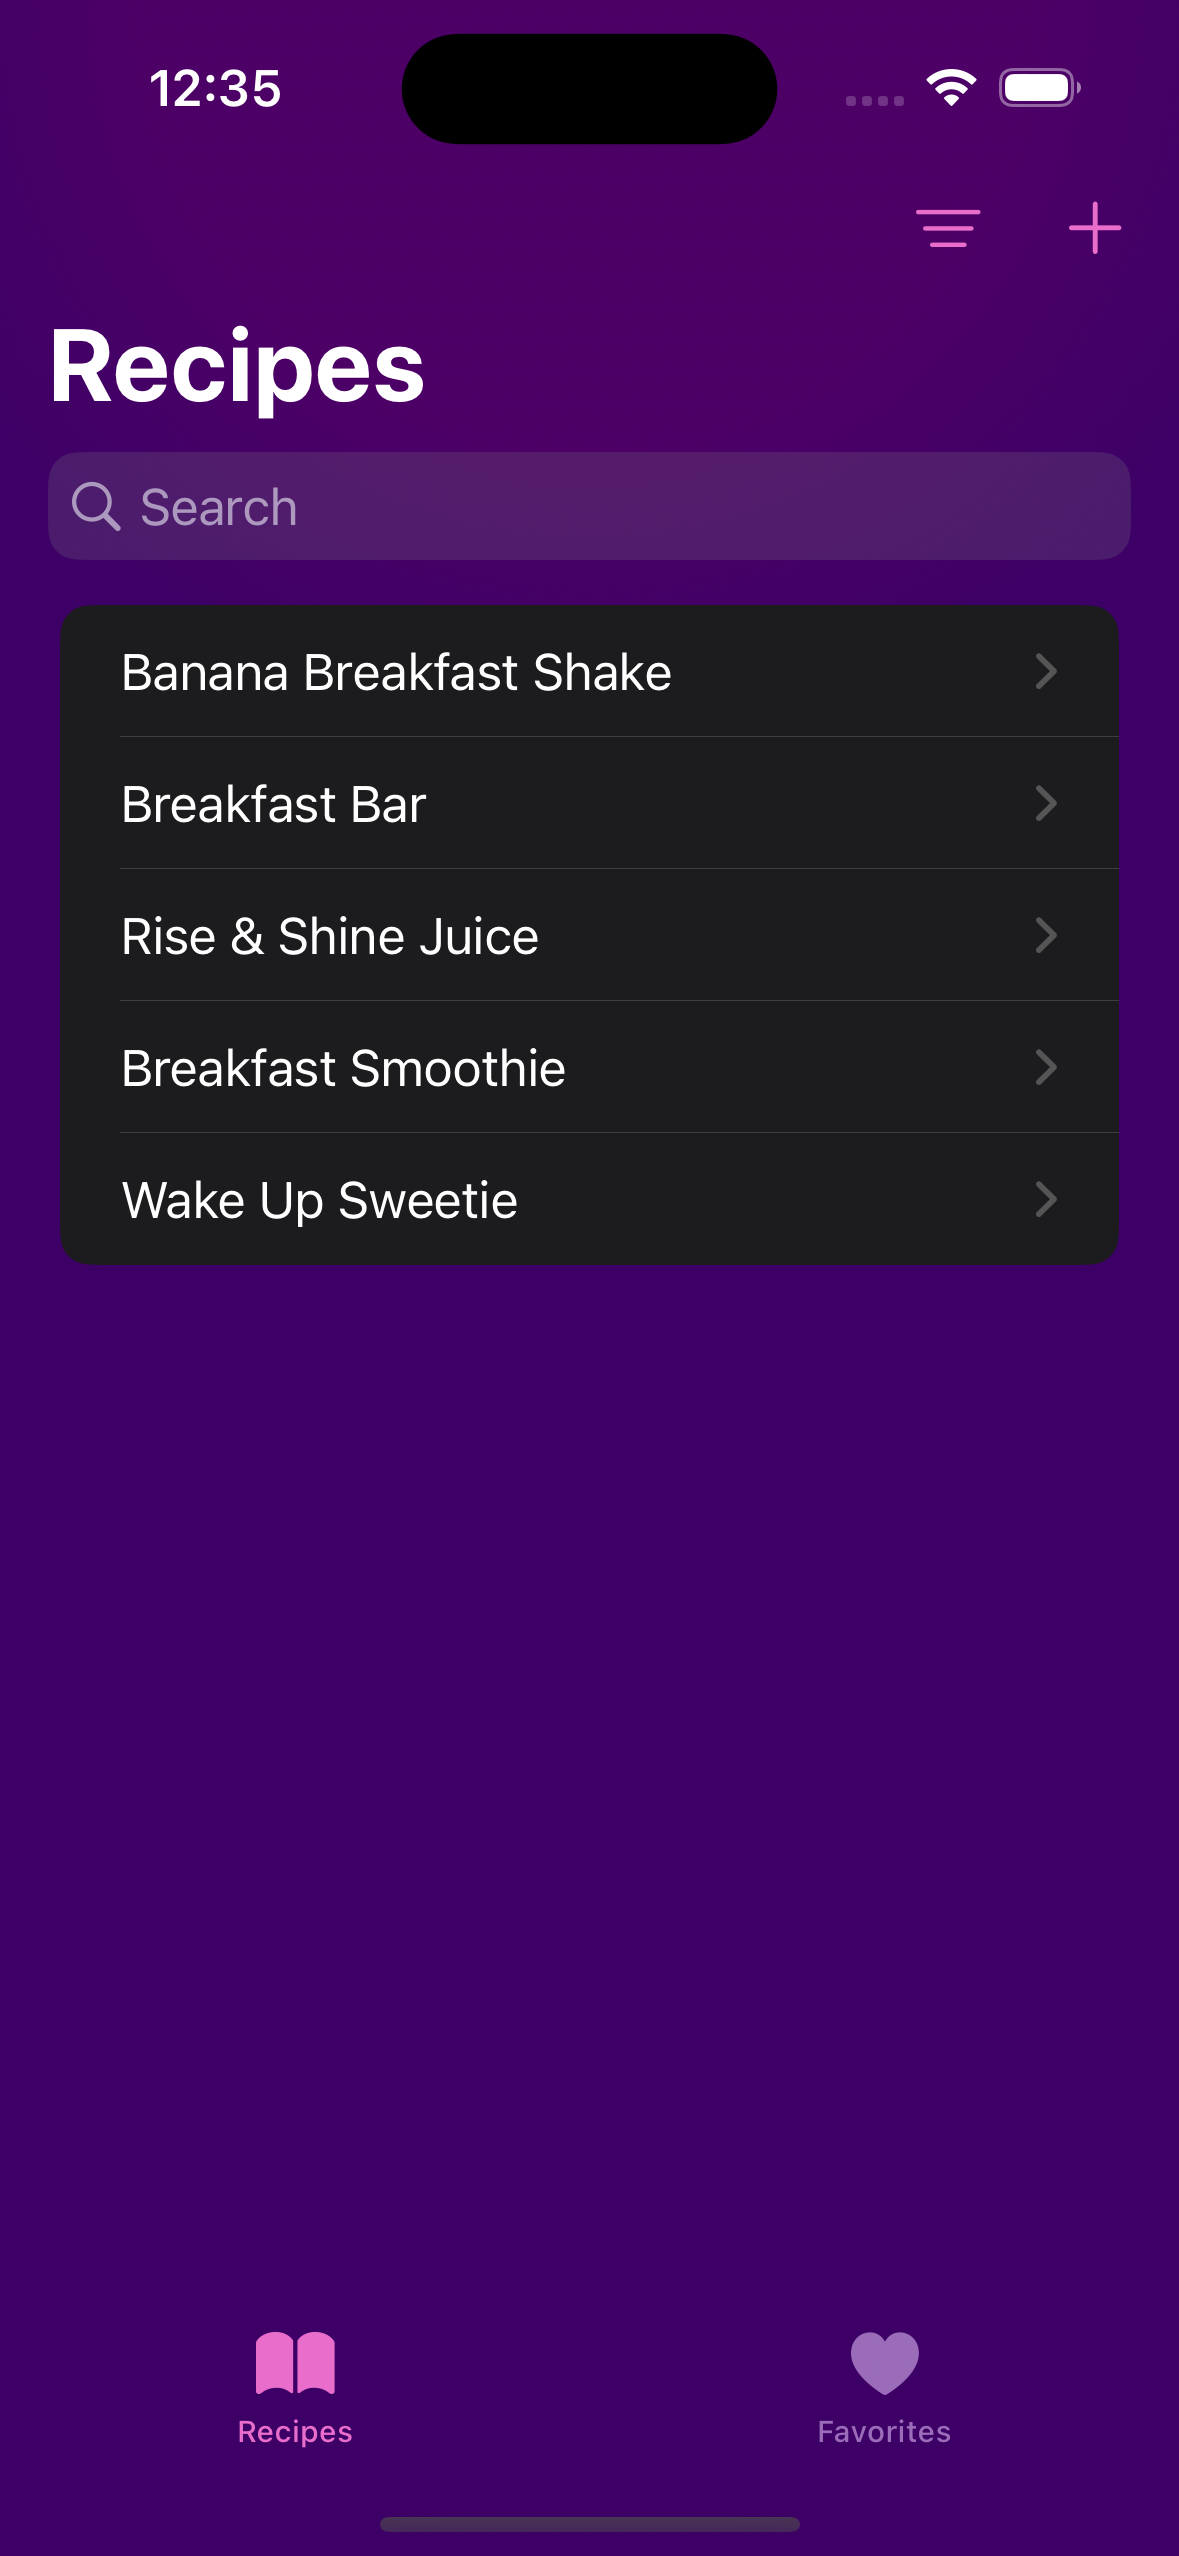 12:35
Recipes
Search
Banana Breakfast Shake
Breakfast Bar
Rise & Shine Juice
Breakfast Smoothie
Wake Up Sweetie
Recipes
Favorites